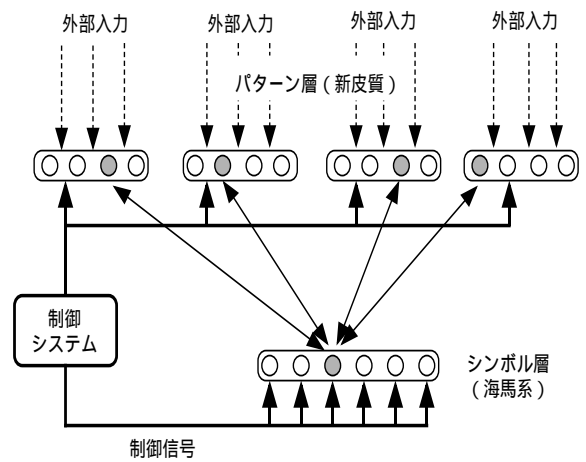 外部入力
外部入力
外部入力
外部入力
パターン層（新皮質）
制御
システム
シンボル層
（海馬系）
制御信号